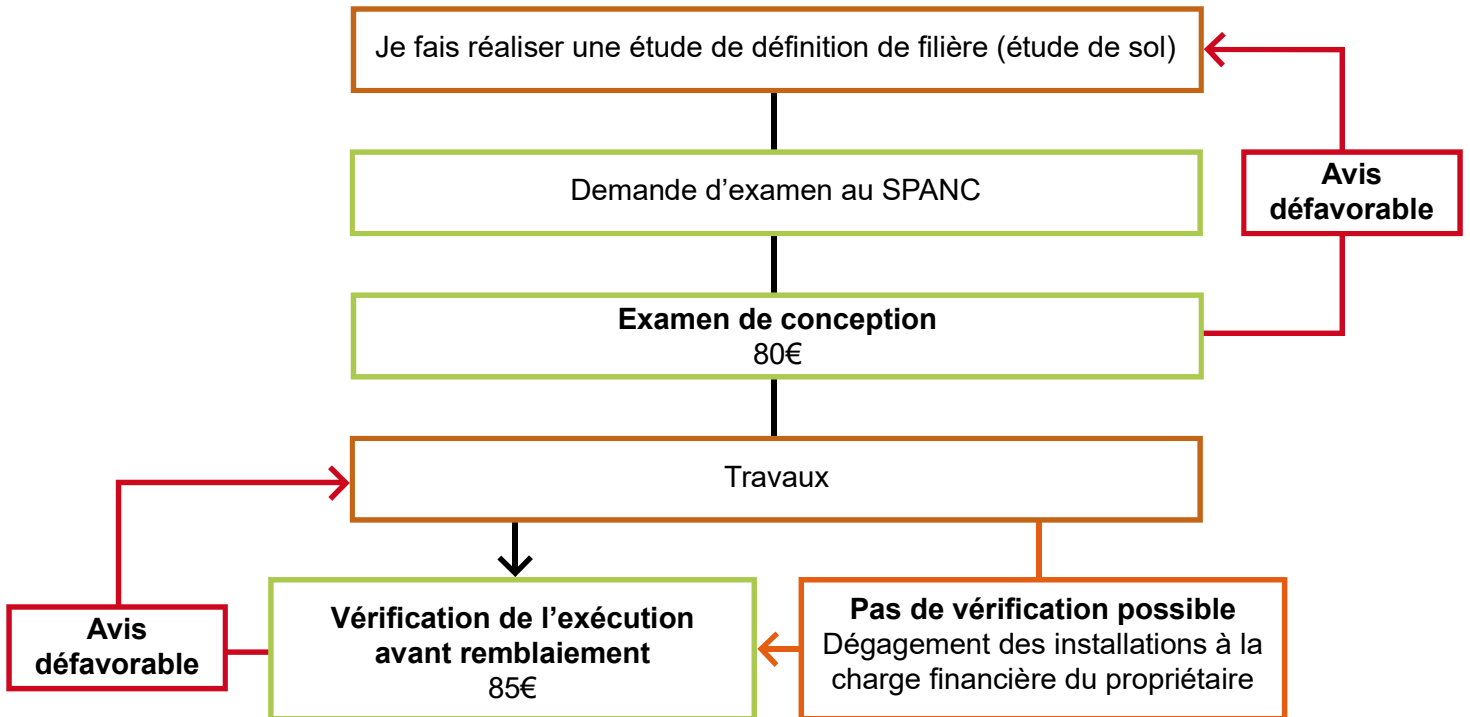 Je fais réaliser une étude de définition de filière (étude de sol)
Demande d’examen au SPANC
Avis
défavorable
Examen de conception
80€
Travaux
Avis
défavorable
Vérification de l’exécution
avant remblaiement
85€
Pas de vérification possible
Dégagement des installations à la
charge financière du propriétaire